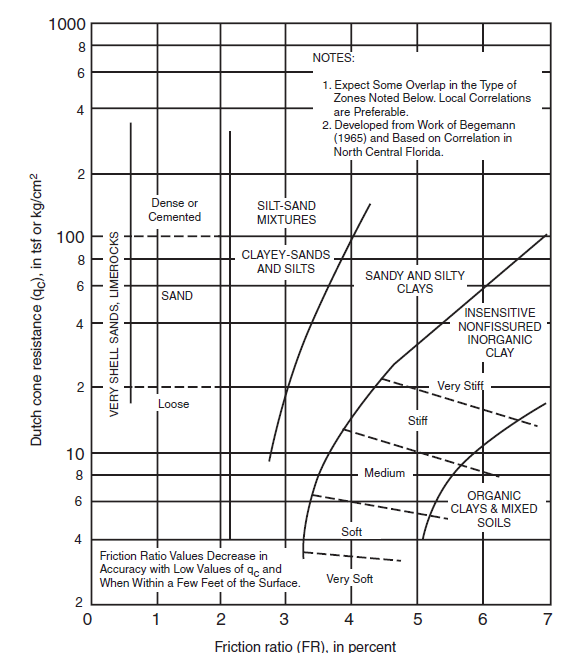 1000
8
6
4
2
100
8
6
4
2
10
8
6
4
2
0
1
2
3
4
5
6
7
Dutch cone resistance (qc), in tsf or kg/cm²
Friction ratio (FR), in percent
NOTES:
1. Expect Some Overlap in the Type of
Zones Noted Below. Local Correlations
are Preferable.
2. Developed from Work of Begemann
(1965) and Based on Correlation in
North Central Florida.
VERY SHELL SANDS, LIMEROCKS
Dense or
Cemented
SAND
Loose
SILT-SAND
MIXTURES
CLAYEY-SANDS
AND SILTS
SANDY AND SILTY
CLAYS
INSENSITIVE
NONFISSURED
INORGANIC
CLAY
Very Stiff
Stiff
Medium
ORGANIC
CLAYS & MIXED
SOILS
Soft
Very Soft
Friction Ratio Values Decrease in
Accuracy with Low Values of qc and
When Within a Few Feet of the Surface.